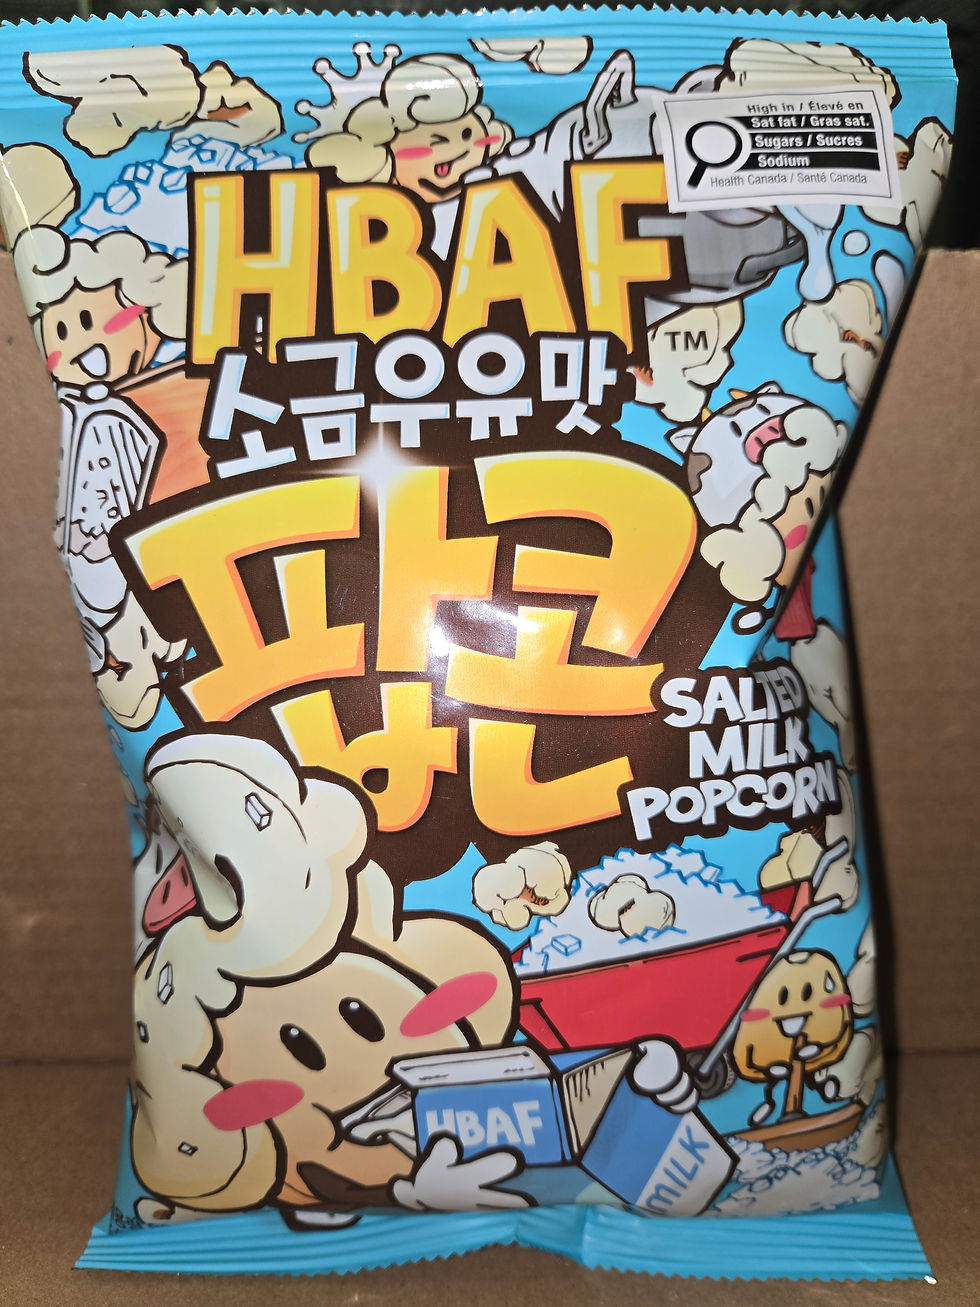 High in / Élevé en
Sat fat / Gras sat.
Sugars / Sucres
Sodium
Health Canada / Santé Canada
HBAF
TM
소금우유맛
팝콘
SALTED
MILK
POPCORN
HBAF
MILK